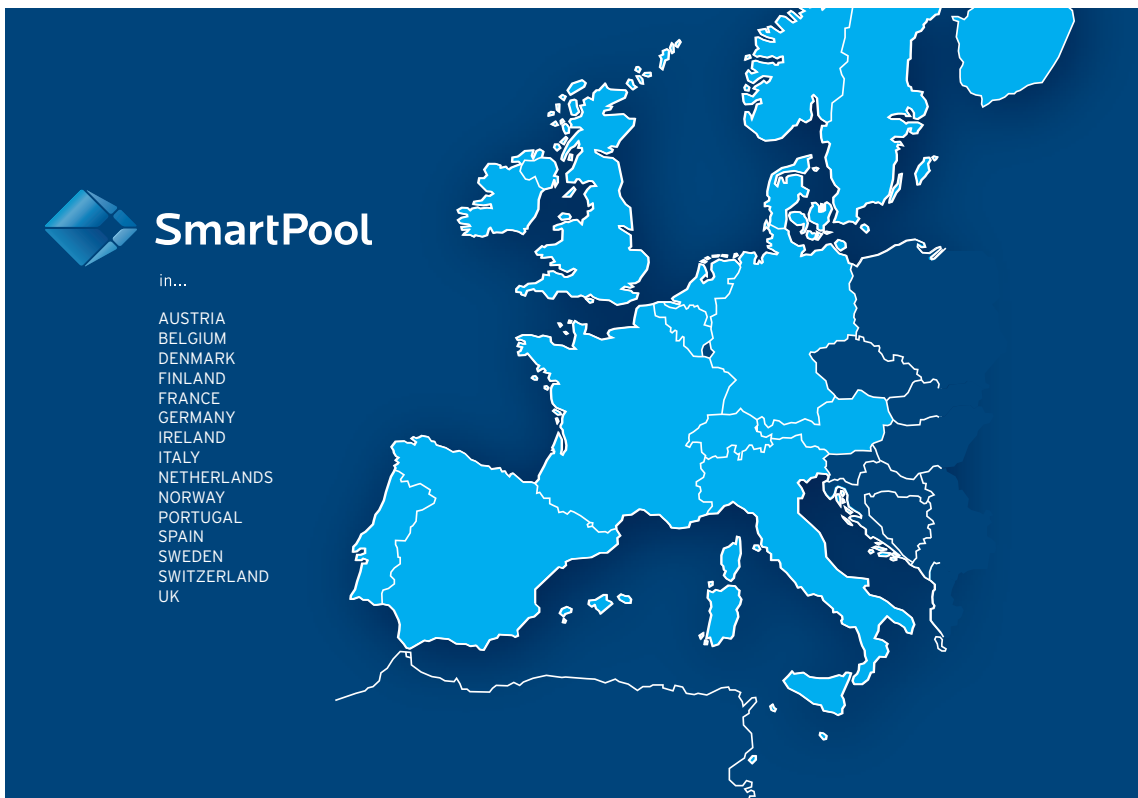 SmartPool
in...
AUSTRIA
BELGIUM
DENMARK
FINLAND
FRANCE
GERMANY
IRELAND
ITALY
NETHERLANDS
NORWAY
PORTUGAL
SPAIN
SWEDEN
SWITZERLAND
UK